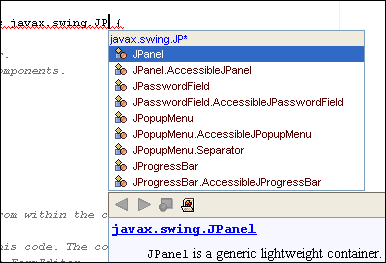 javax.swing.JP {
javax.swing.JP*
JPanel
JPanel.AccessibleJPanel
JPasswordField
JPasswordField.AccessibleJPasswordField
JPopupMenu
JPopupMenu.AccessibleJPopupMenu
JPopupMenu.Separator
JProgressBar
JProgressBar.AccessibleJProgressBar
r.
omponents.
om within the c
his code. The co
javax.swing.JPanel
JPanel is a generic lightweight container.